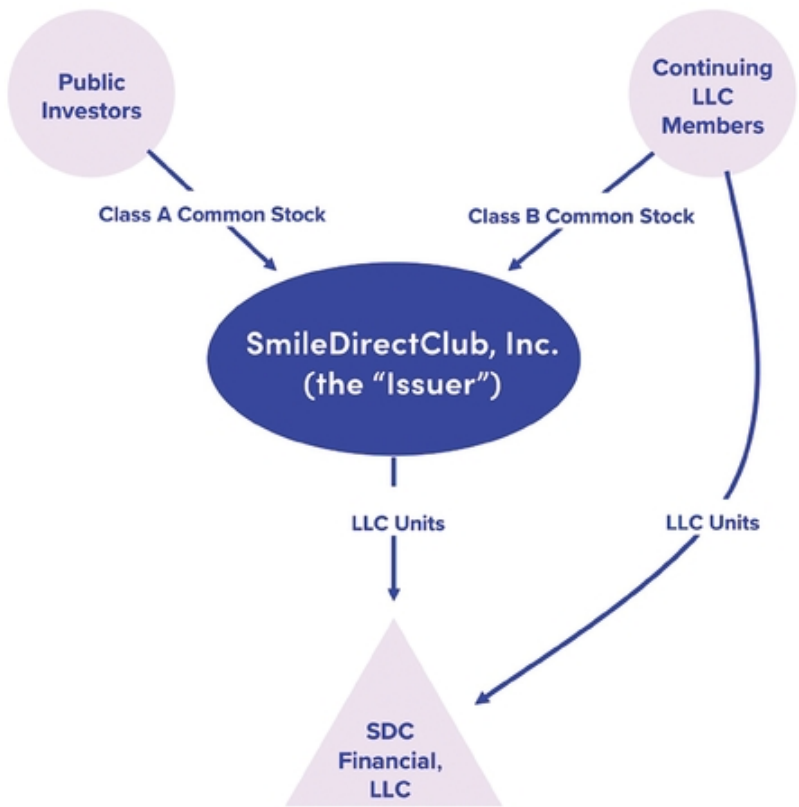 Public
Investors
Continuing
LLC
Members
Class A Common Stock
Class B Common Stock
SmileDirectClub, Inc.
(the “Issuer”)
LLC Units
LLC Units
SDC
Financial,
LLC